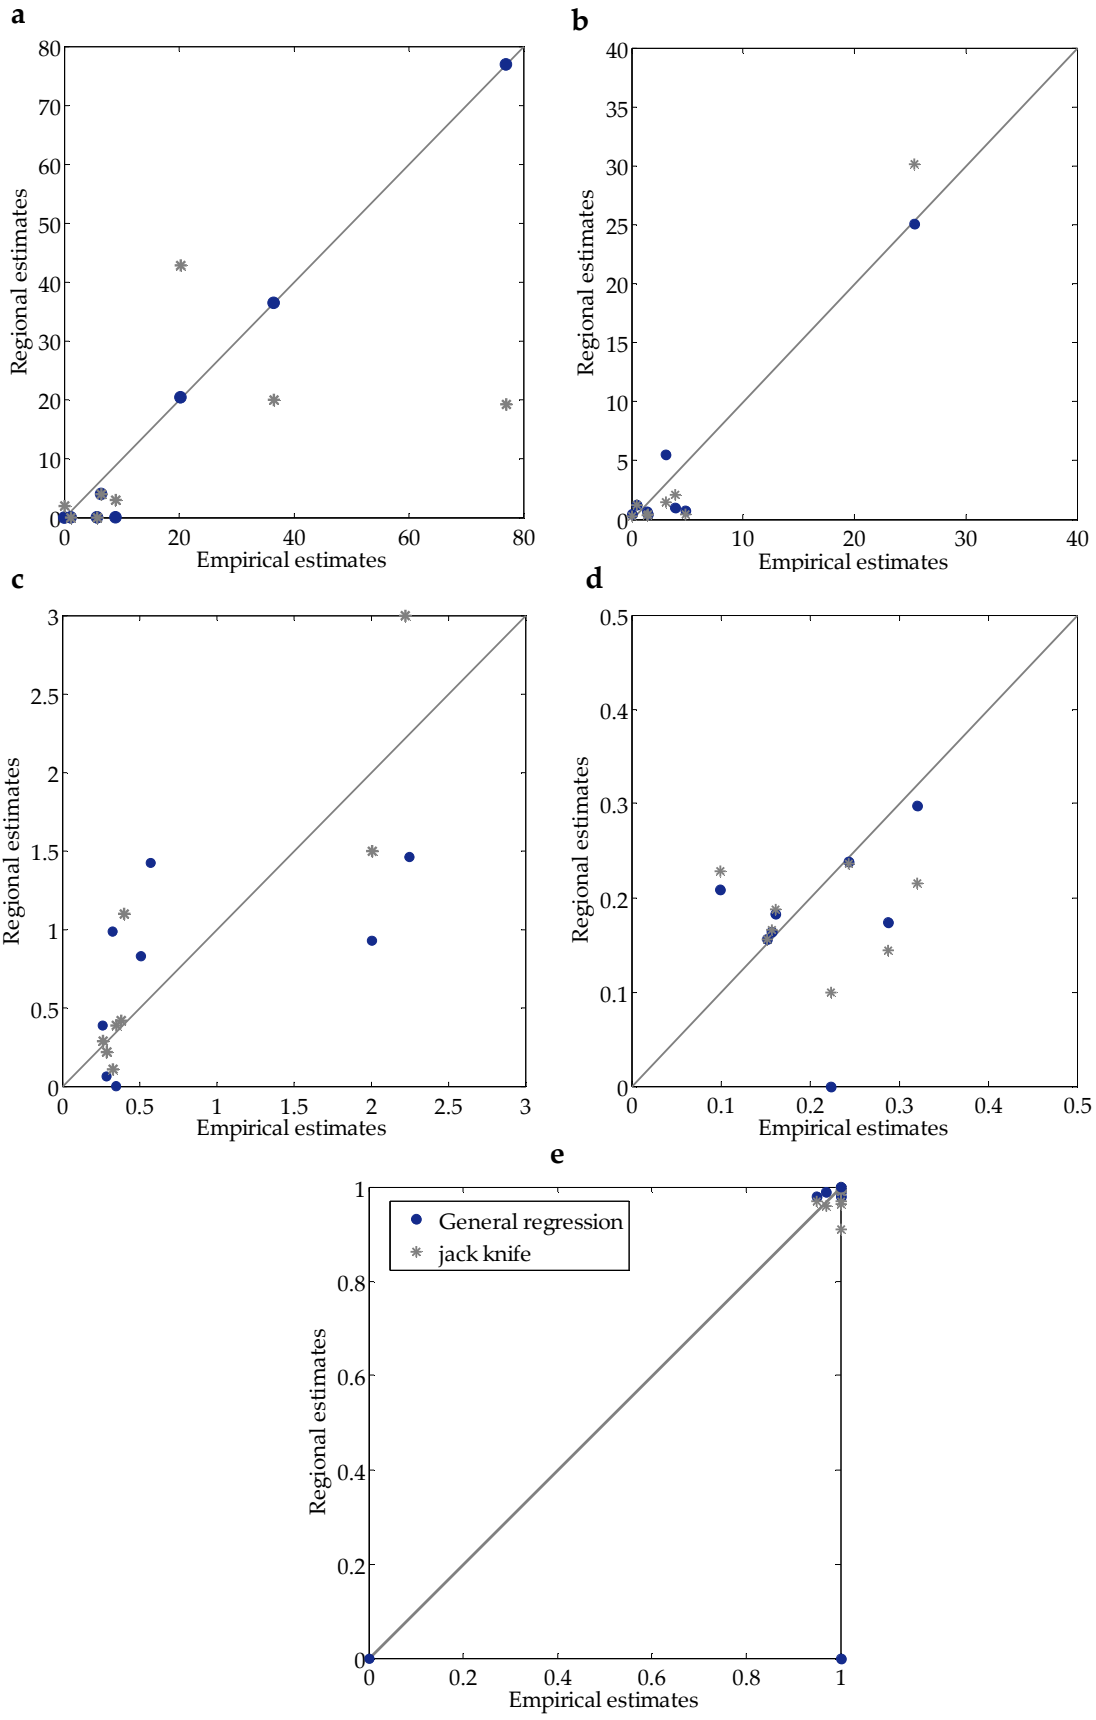 a
80
70
60
50
40
30
20
10
0
Regional estimates
0 20 40 60 80
Empirical estimates
b
40
35
30
25
20
15
10
5
0
Regional estimates
0 10 20 30 40
Empirical estimates
c
3
2.5
2
1.5
1
0.5
0
Regional estimates
0 0.5 1 1.5 2 2.5 3
Empirical estimates
d
0.5
0.4
0.3
0.2
0.1
0
Regional estimates
0 0.1 0.2 0.3 0.4 0.5
Empirical estimates
e
1
0.8
0.6
0.4
0.2
0
Regional estimates
General regression
jack knife
0 0.2 0.4 0.6 0.8 1
Empirical estimates